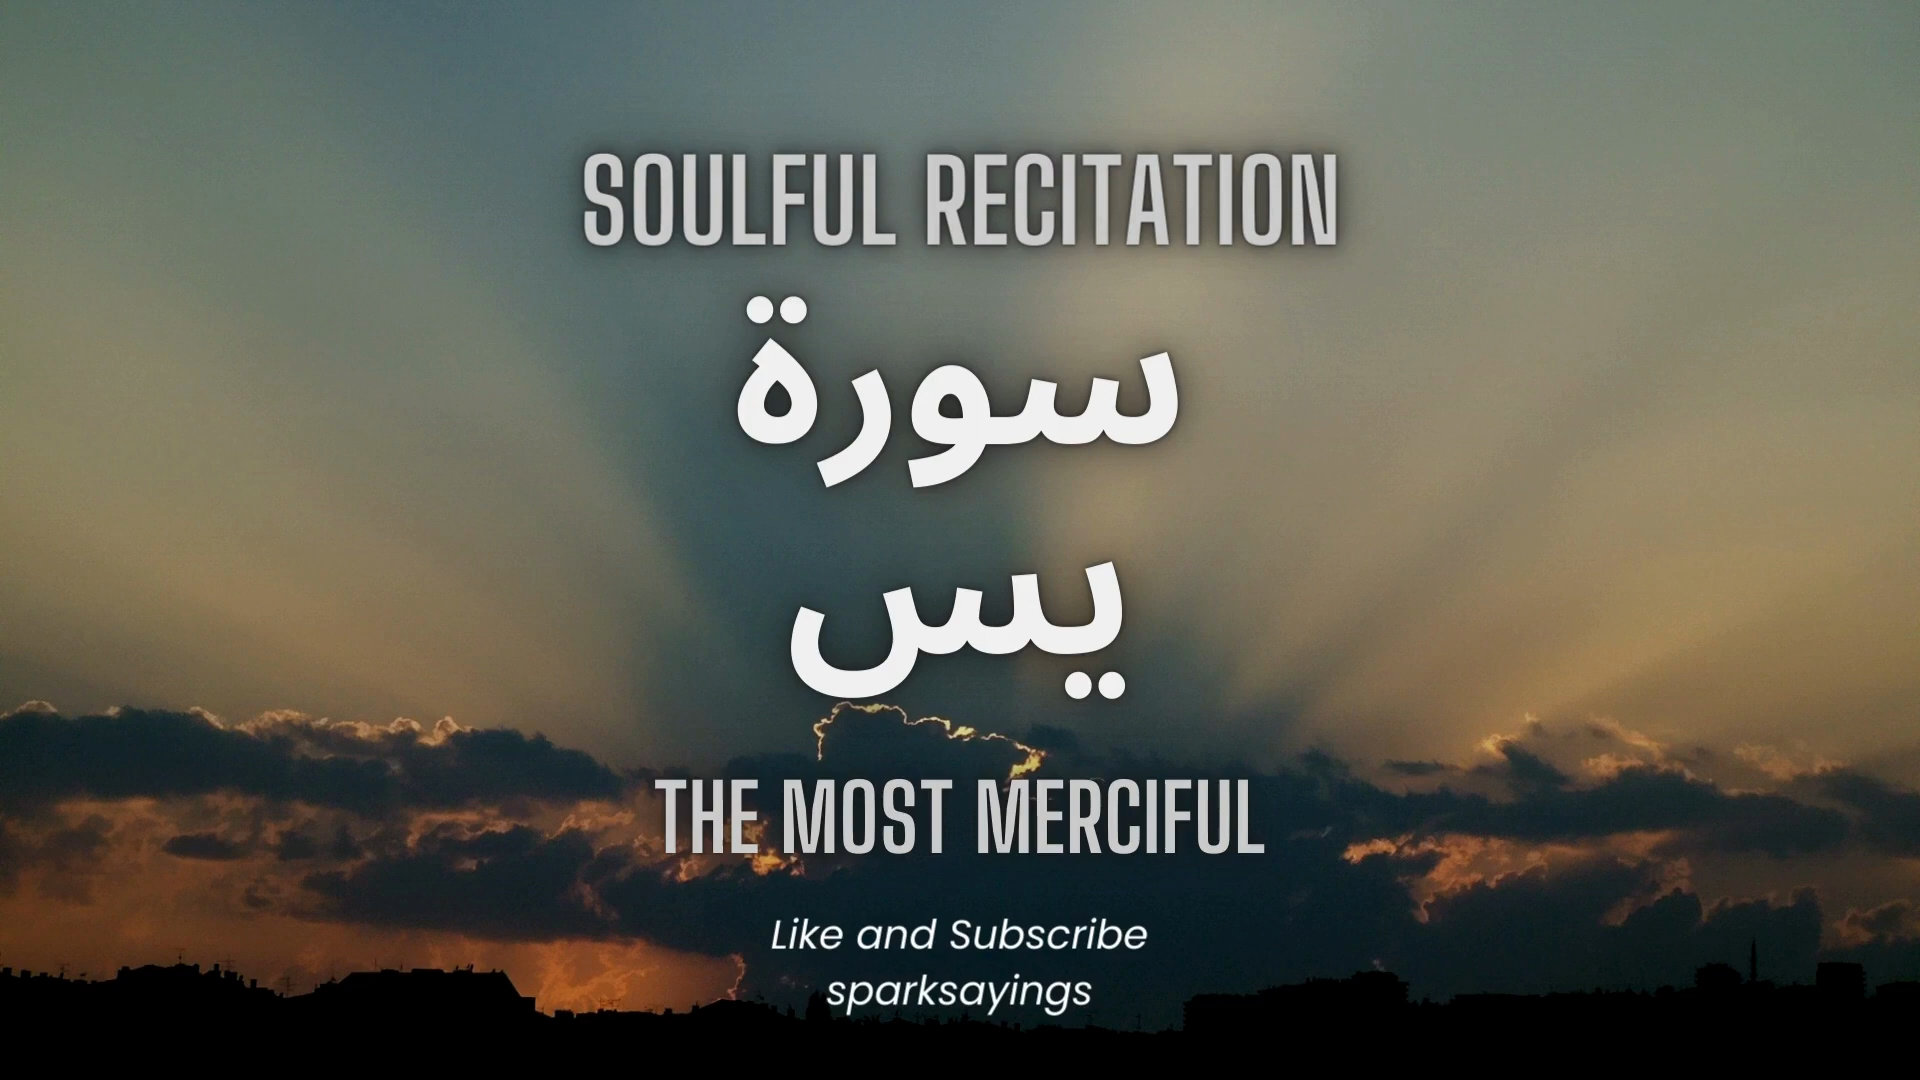 SOULFUL RECITATION
سورة
يس
THE MOST MERCIFUL
Like and Subscribe
sparksayings